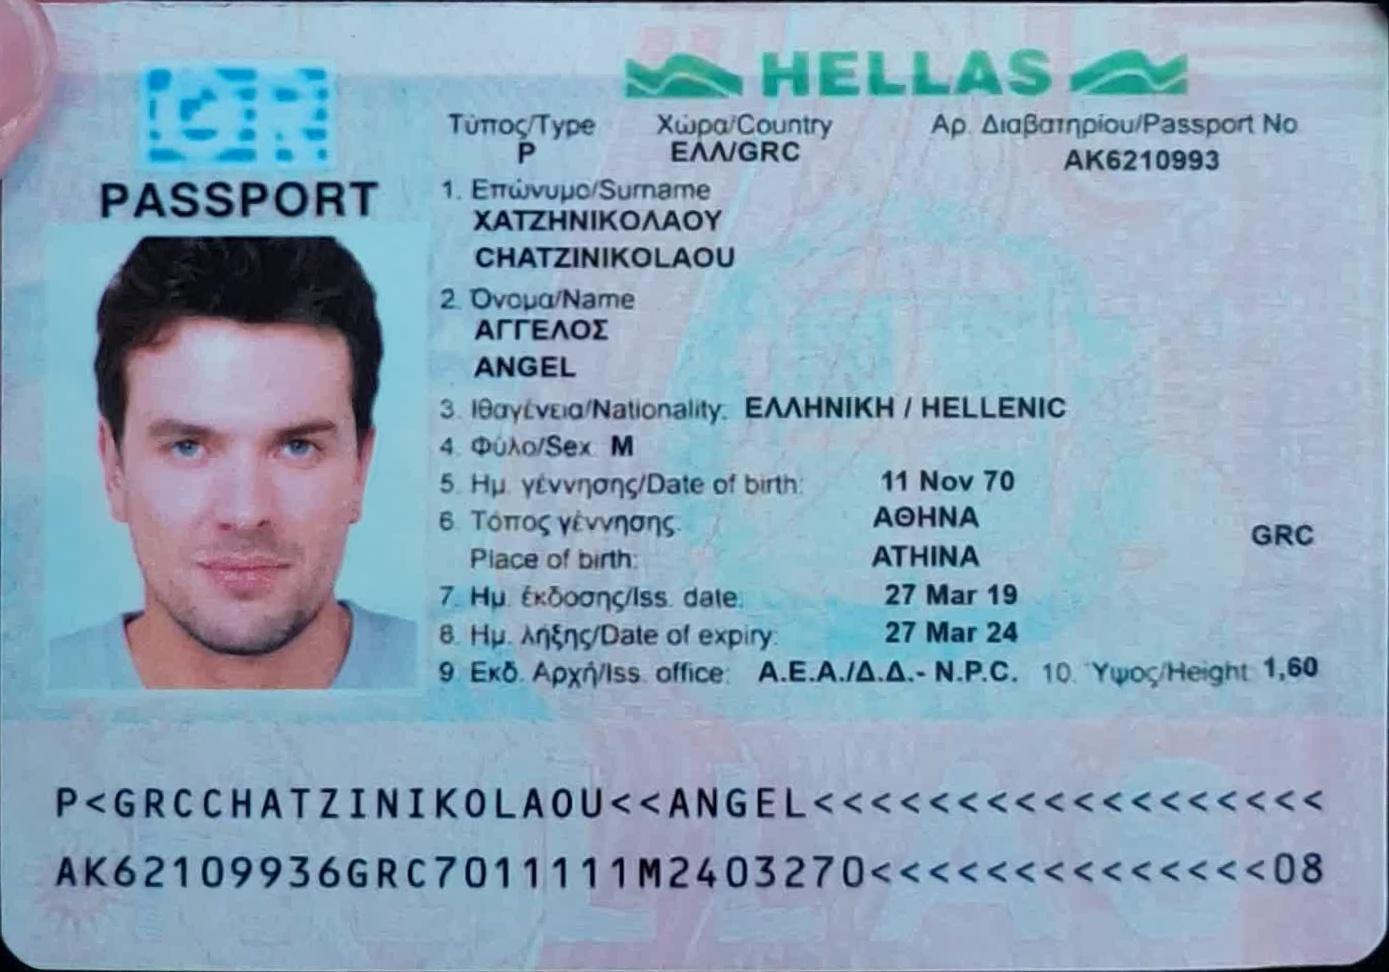 GR
HELLAS
PASSPORT
Τύπος/Type Χώρα/Country Αρ. Διαβατηρίου/Passport No
P ΕΛΛ/GRC AK6210993
1. Επώνυμο/Surname
ΧΑΤΖΗΝΙΚΟΛΑΟΥ
CHATZINIKOLAOU
2. Όνομα/Name
ΑΓΓΕΛΟΣ
ANGEL
3. Ιθαγένεια/Nationality: ΕΛΛΗΝΙΚΗ / HELLENIC
4. Φύλο/Sex M
5. Ημ. γέννησης/Date of birth: 11 Nov 70
6. Τόπος γέννησης: ΑΘΗΝΑ
Place of birth: ATHINA
GRC
7. Ημ. έκδοσης/Iss. date: 27 Mar 19
8. Ημ. λήξης/Date of expiry: 27 Mar 24
9. Εκδ. Αρχή/Iss. office: Α.Ε.Α./Δ.Δ.- N.P.C. 10. Ύψος/Height 1,60
P<GRCCHATZINIKOLAOU<<ANGEL<<<<<<<<<<<<<<<<<<
AK62109936GRC7011111M2403270<<<<<<<<<<<<<<08